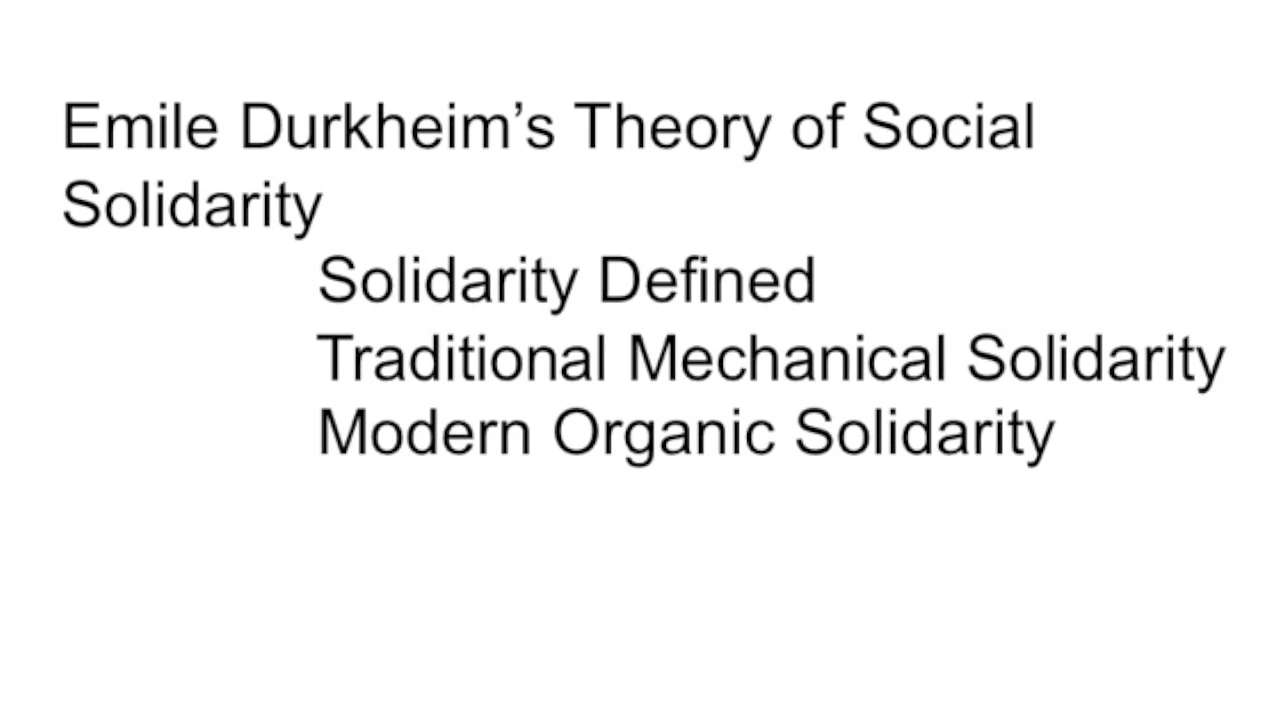 Emile Durkheim’s Theory of Social
Solidarity
Solidarity Defined
Traditional Mechanical Solidarity
Modern Organic Solidarity